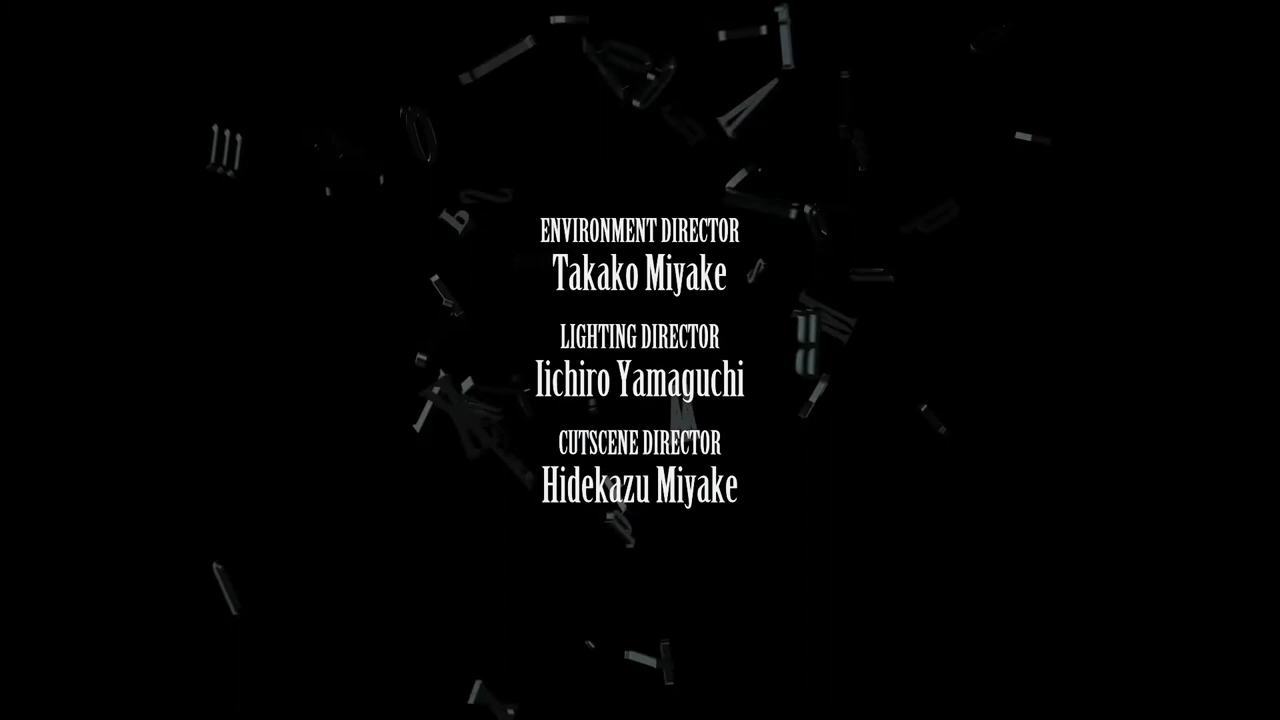 ENVIRONMENT DIRECTOR
Takako Miyake
LIGHTING DIRECTOR
Iichiro Yamaguchi
CUTSCENE DIRECTOR
Hidekazu Miyake